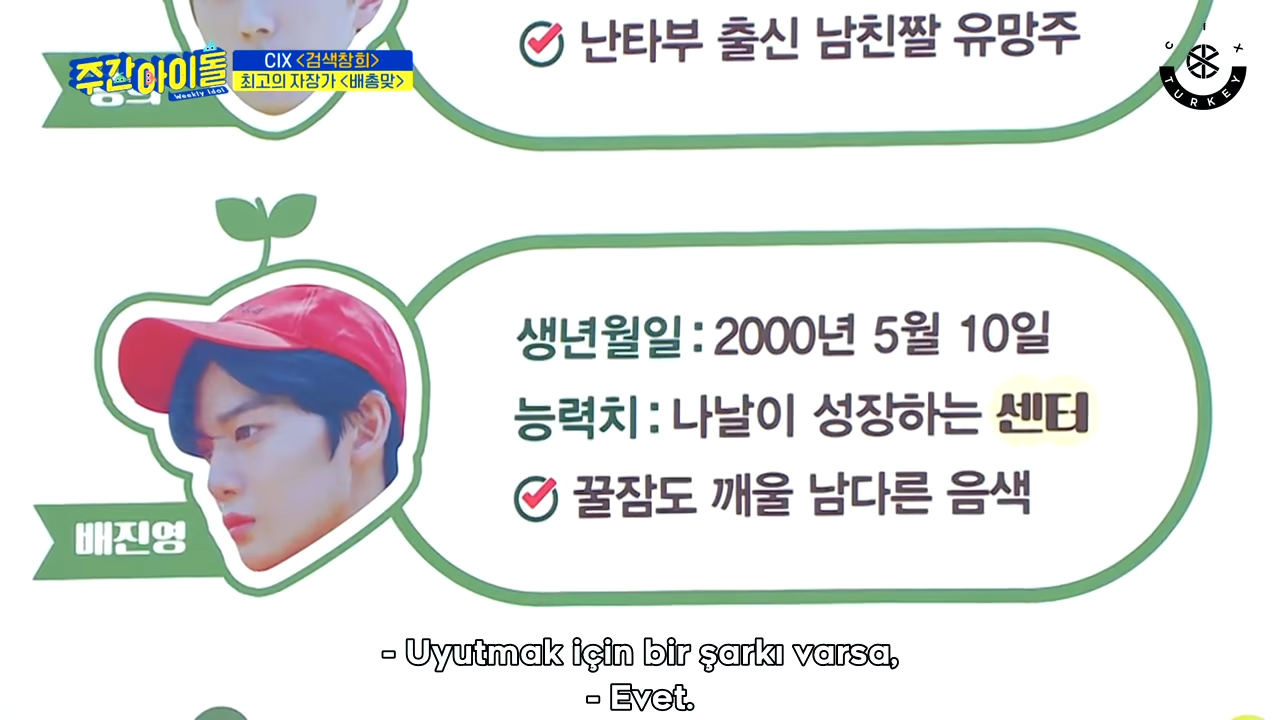 난타부 출신 남친짤 유망주
주간아이돌
Weekly Idol
CIX <검색창희>
최고의 자장가 <배총맞>
C I X
TURKEY
생년월일 : 2000년 5월 10일
능력치 : 나날이 성장하는 센터
꿀잠도 깨울 남다른 음색
배진영
- Uyutmak için bir şarkı varsa,
- Evet.